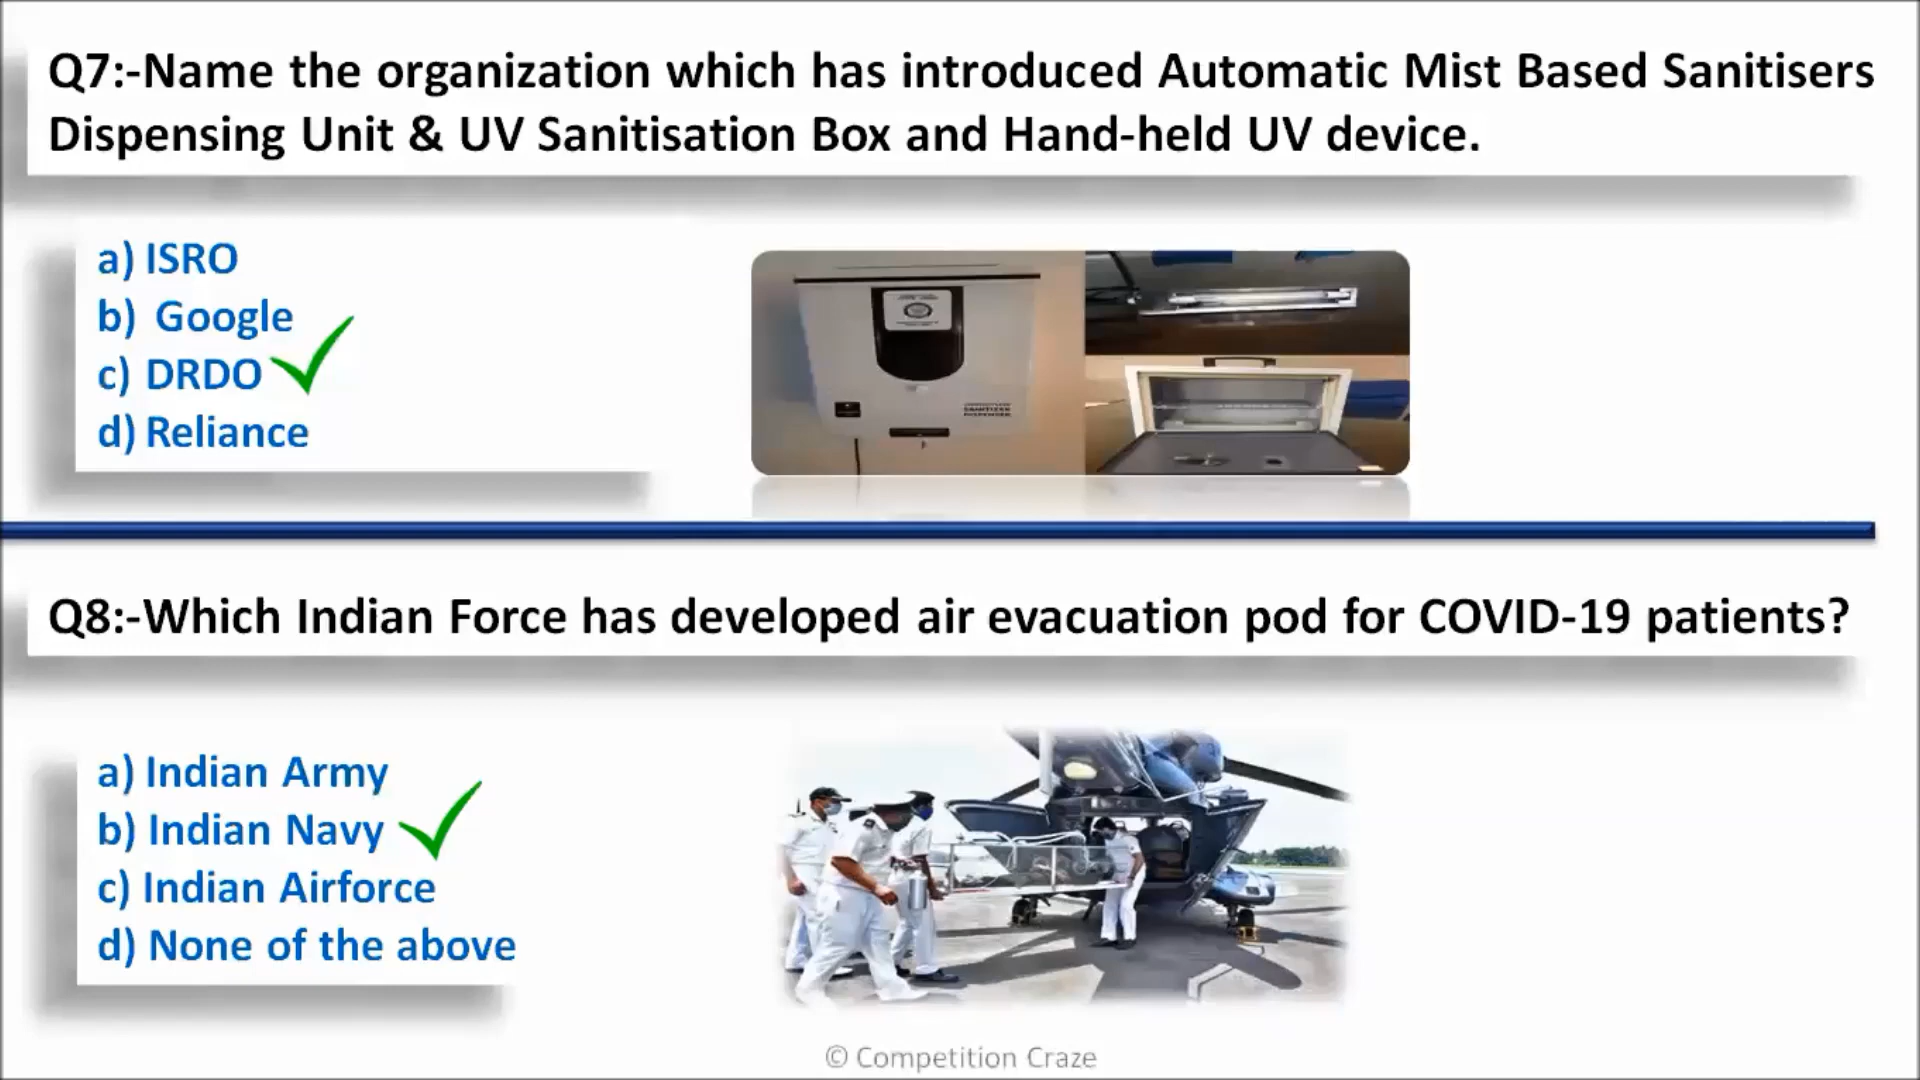 Q7:-Name the organization which has introduced Automatic Mist Based Sanitisers
Dispensing Unit & UV Sanitisation Box and Hand-held UV device.
a) ISRO
b) Google
c) DRDO
d) Reliance
SANITIZER
DISPENSER
Q8:-Which Indian Force has developed air evacuation pod for COVID-19 patients?
a) Indian Army
b) Indian Navy
c) Indian Airforce
d) None of the above
© Competition Craze